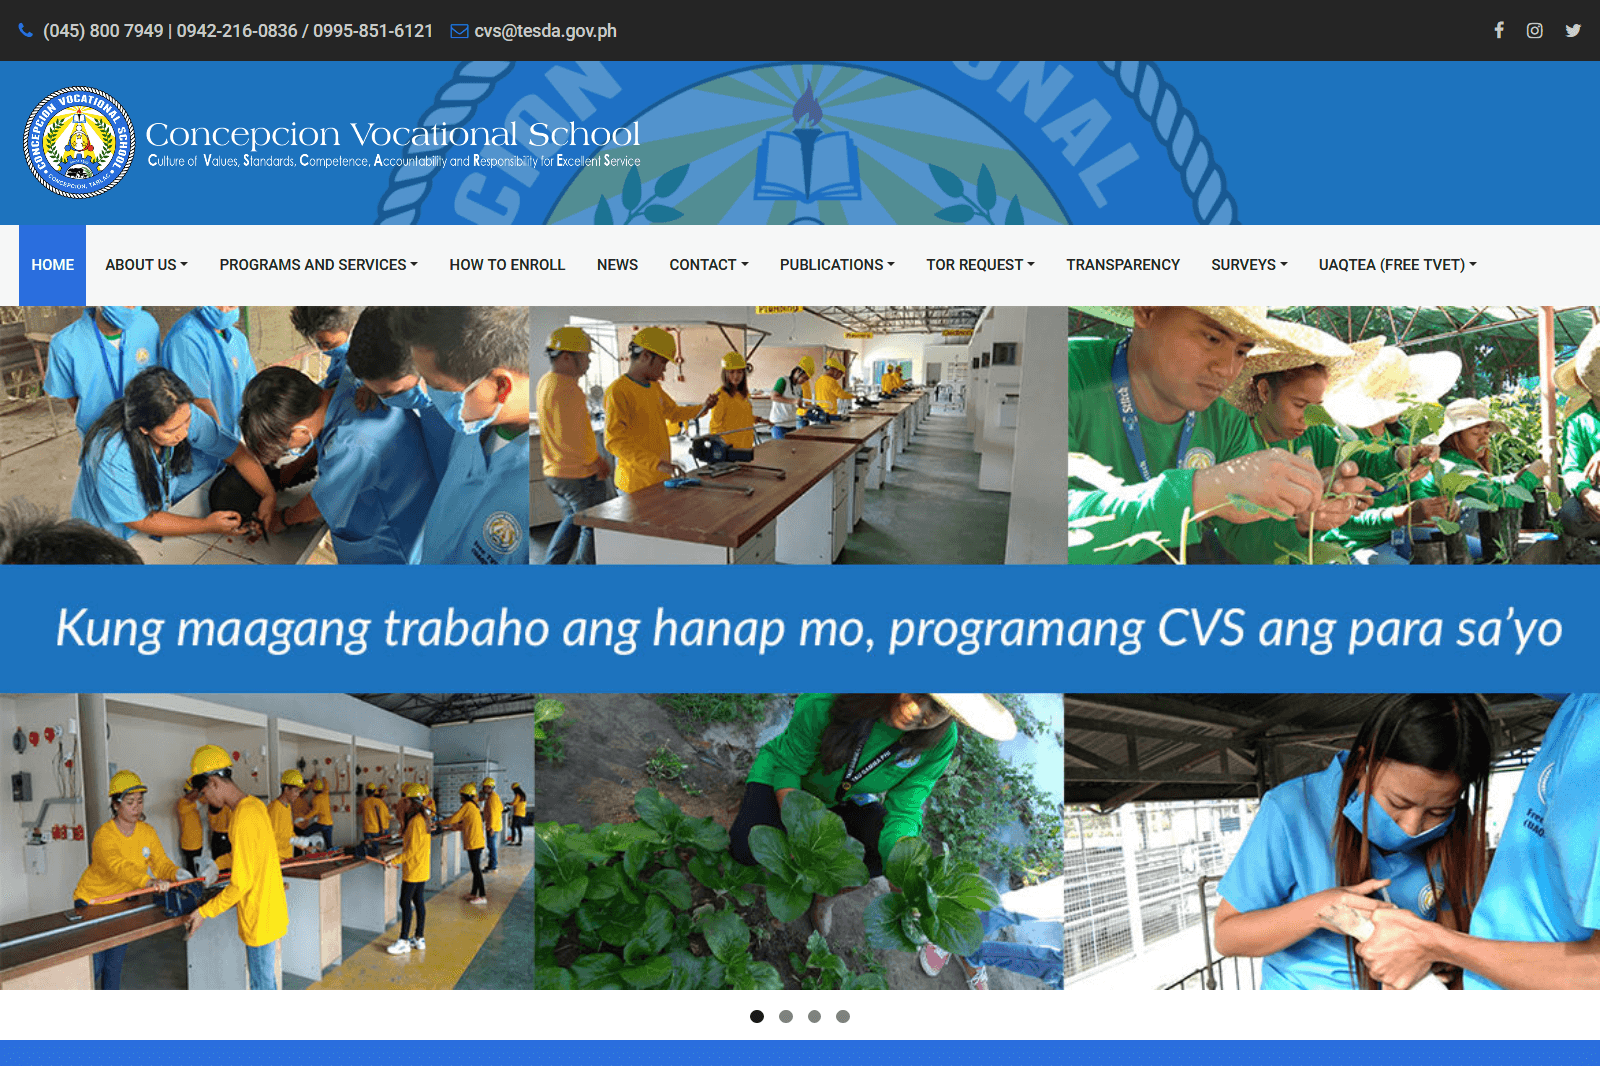 (045) 800 7949 | 0942-216-0836 / 0995-851-6121 cvs@tesda.gov.ph
CONCEPCION VOCATIONAL SCHOOL
CONCEPCION, TARLAC
Concepcion Vocational School
Culture of Values, Standards, Competence, Accountability and Responsibility for Excellent Service
HOME ABOUT US PROGRAMS AND SERVICES HOW TO ENROLL NEWS CONTACT PUBLICATIONS TOR REQUEST TRANSPARENCY SURVEYS UAQTEA (FREE TVET)
Plumbing
Kung maagang trabaho ang hanap mo, programang CVS ang para sa'yo